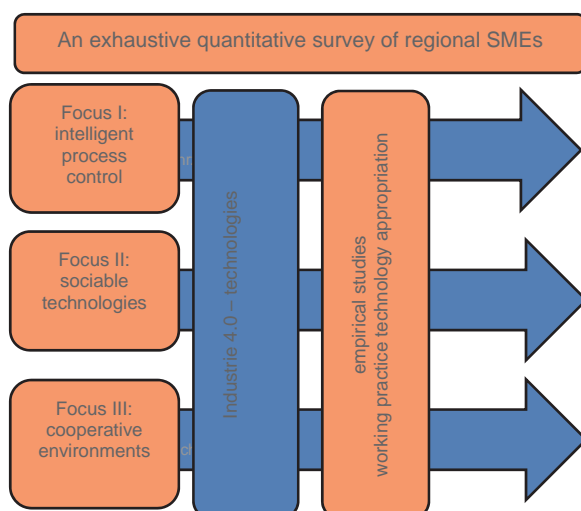 An exhaustive quantitative survey of regional SMEs
Focus I:
intelligent
process
control
Focus II:
sociable
technologies
Focus III:
cooperative
environments
Industrie 4.0 – technologies
empirical studies
working practice technology appropriation